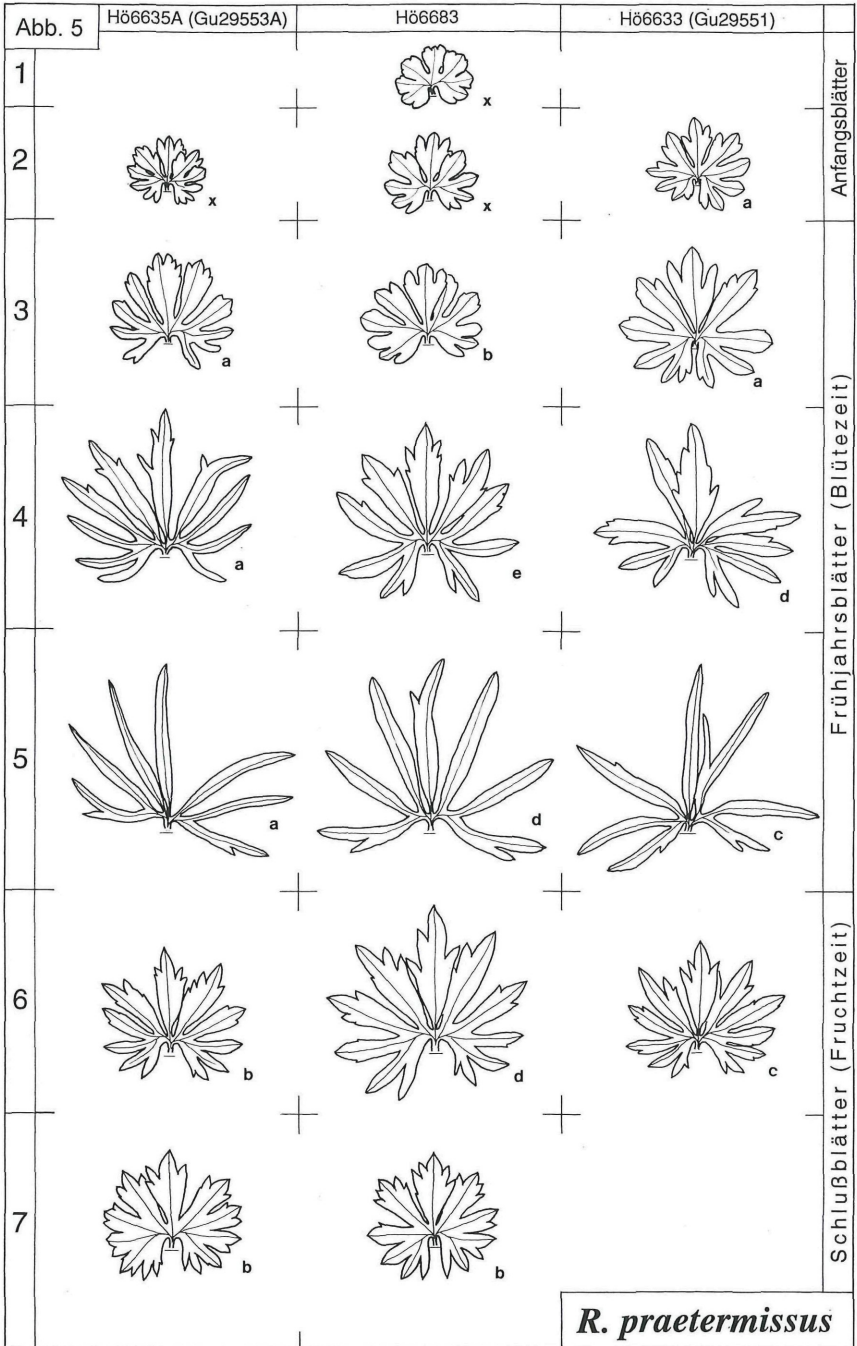 Abb. 5
Hö6635A (Gu29553A)
Hö6683
Hö6633 (Gu29551)
1
x
Anfangsblätter
2
x
x
a
3
a
b
a
Frühjahrsblätter (Blütezeit)
4
a
e
d
5
a
d
c
6
b
d
c
Schlußblätter (Fruchtzeit)
7
b
b
R. praetermissus